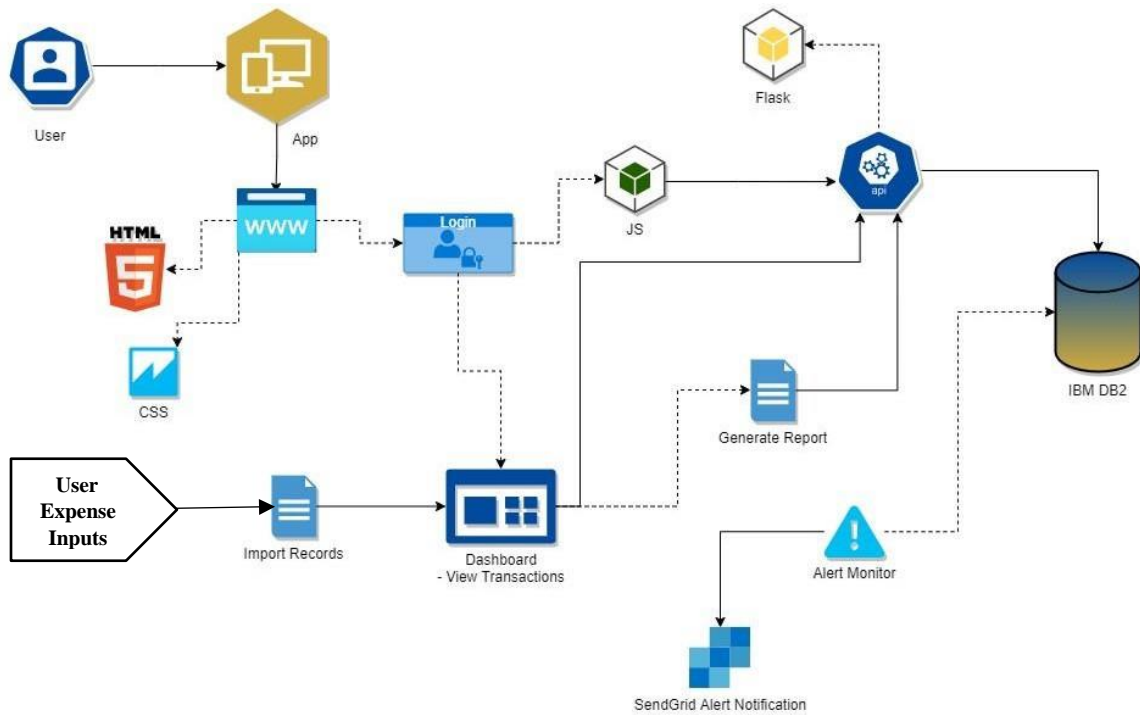 Flask
User
App
api
Login
WWW
JS
HTML
5
CSS
IBM DB2
Generate Report
User
Expense
Inputs
Import Records
Dashboard
- View Transactions
Alert Monitor
SendGrid Alert Notification